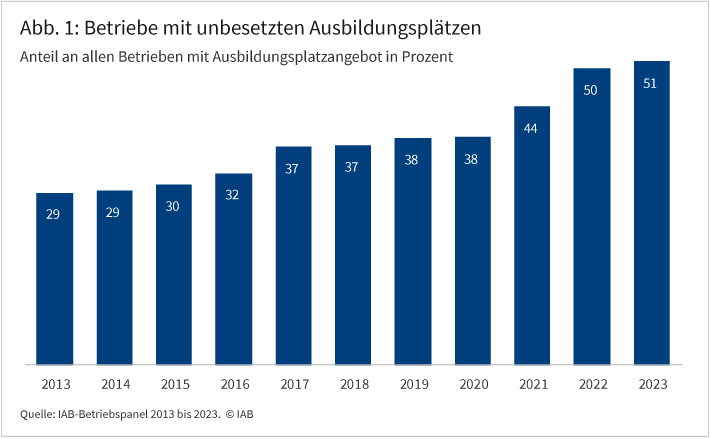 Abb. 1: Betriebe mit unbesetzten Ausbildungsplätzen
Anteil an allen Betrieben mit Ausbildungsplatzangebot in Prozent
29 29 30 32 37 37 38 38 44 50 51
2013 2014 2015 2016 2017 2018 2019 2020 2021 2022 2023
Quelle: IAB-Betriebspanel 2013 bis 2023. © IAB